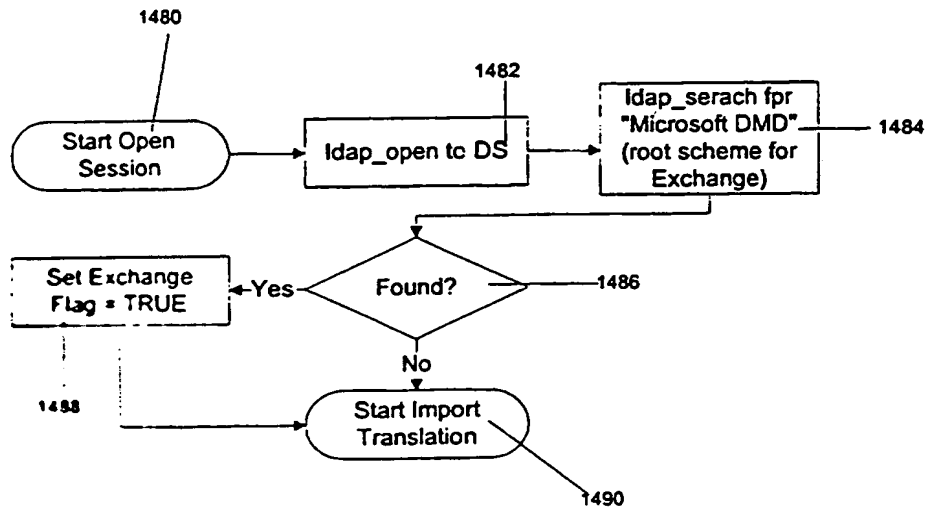 1480
Start Open
Session
1482
ldap_open tc DS
ldap_serach fpr
"Microsoft DMD"
(root scheme for
Exchange)
1484
Found?
1486
Yes
Set Exchange
Flag = TRUE
1488
No
Start Import
Translation
1490